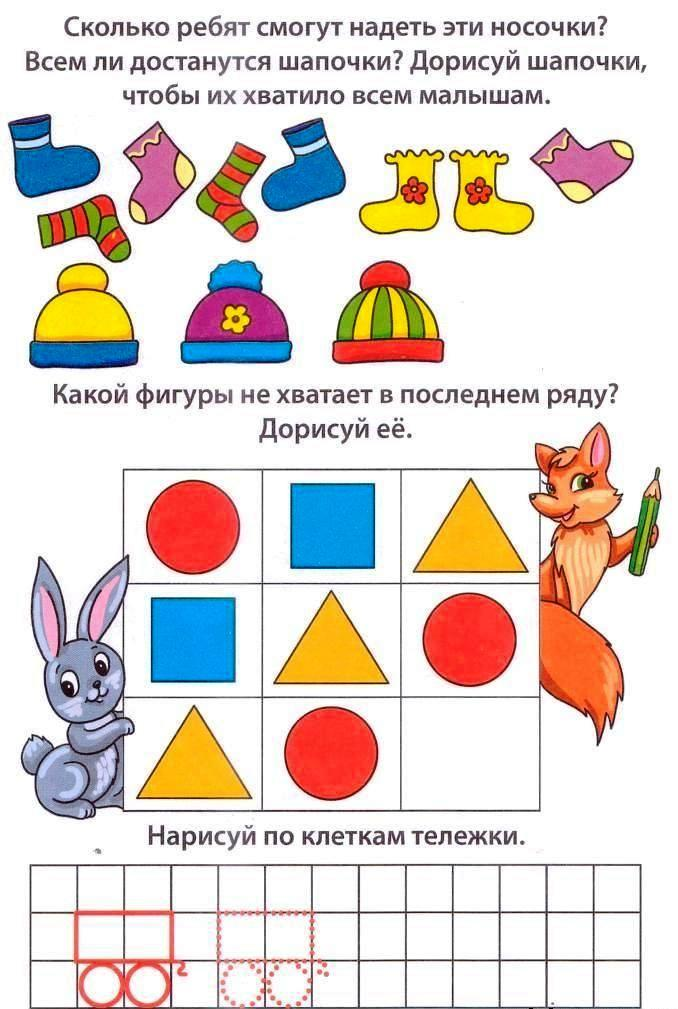 Сколько ребят смогут надеть эти носочки?
Всем ли достанутся шапочки? Дорисуй шапочки,
чтобы их хватило всем малышам.
Какой фигуры не хватает в последнем ряду?
Дорисуй её.
Нарисуй по клеткам тележки.